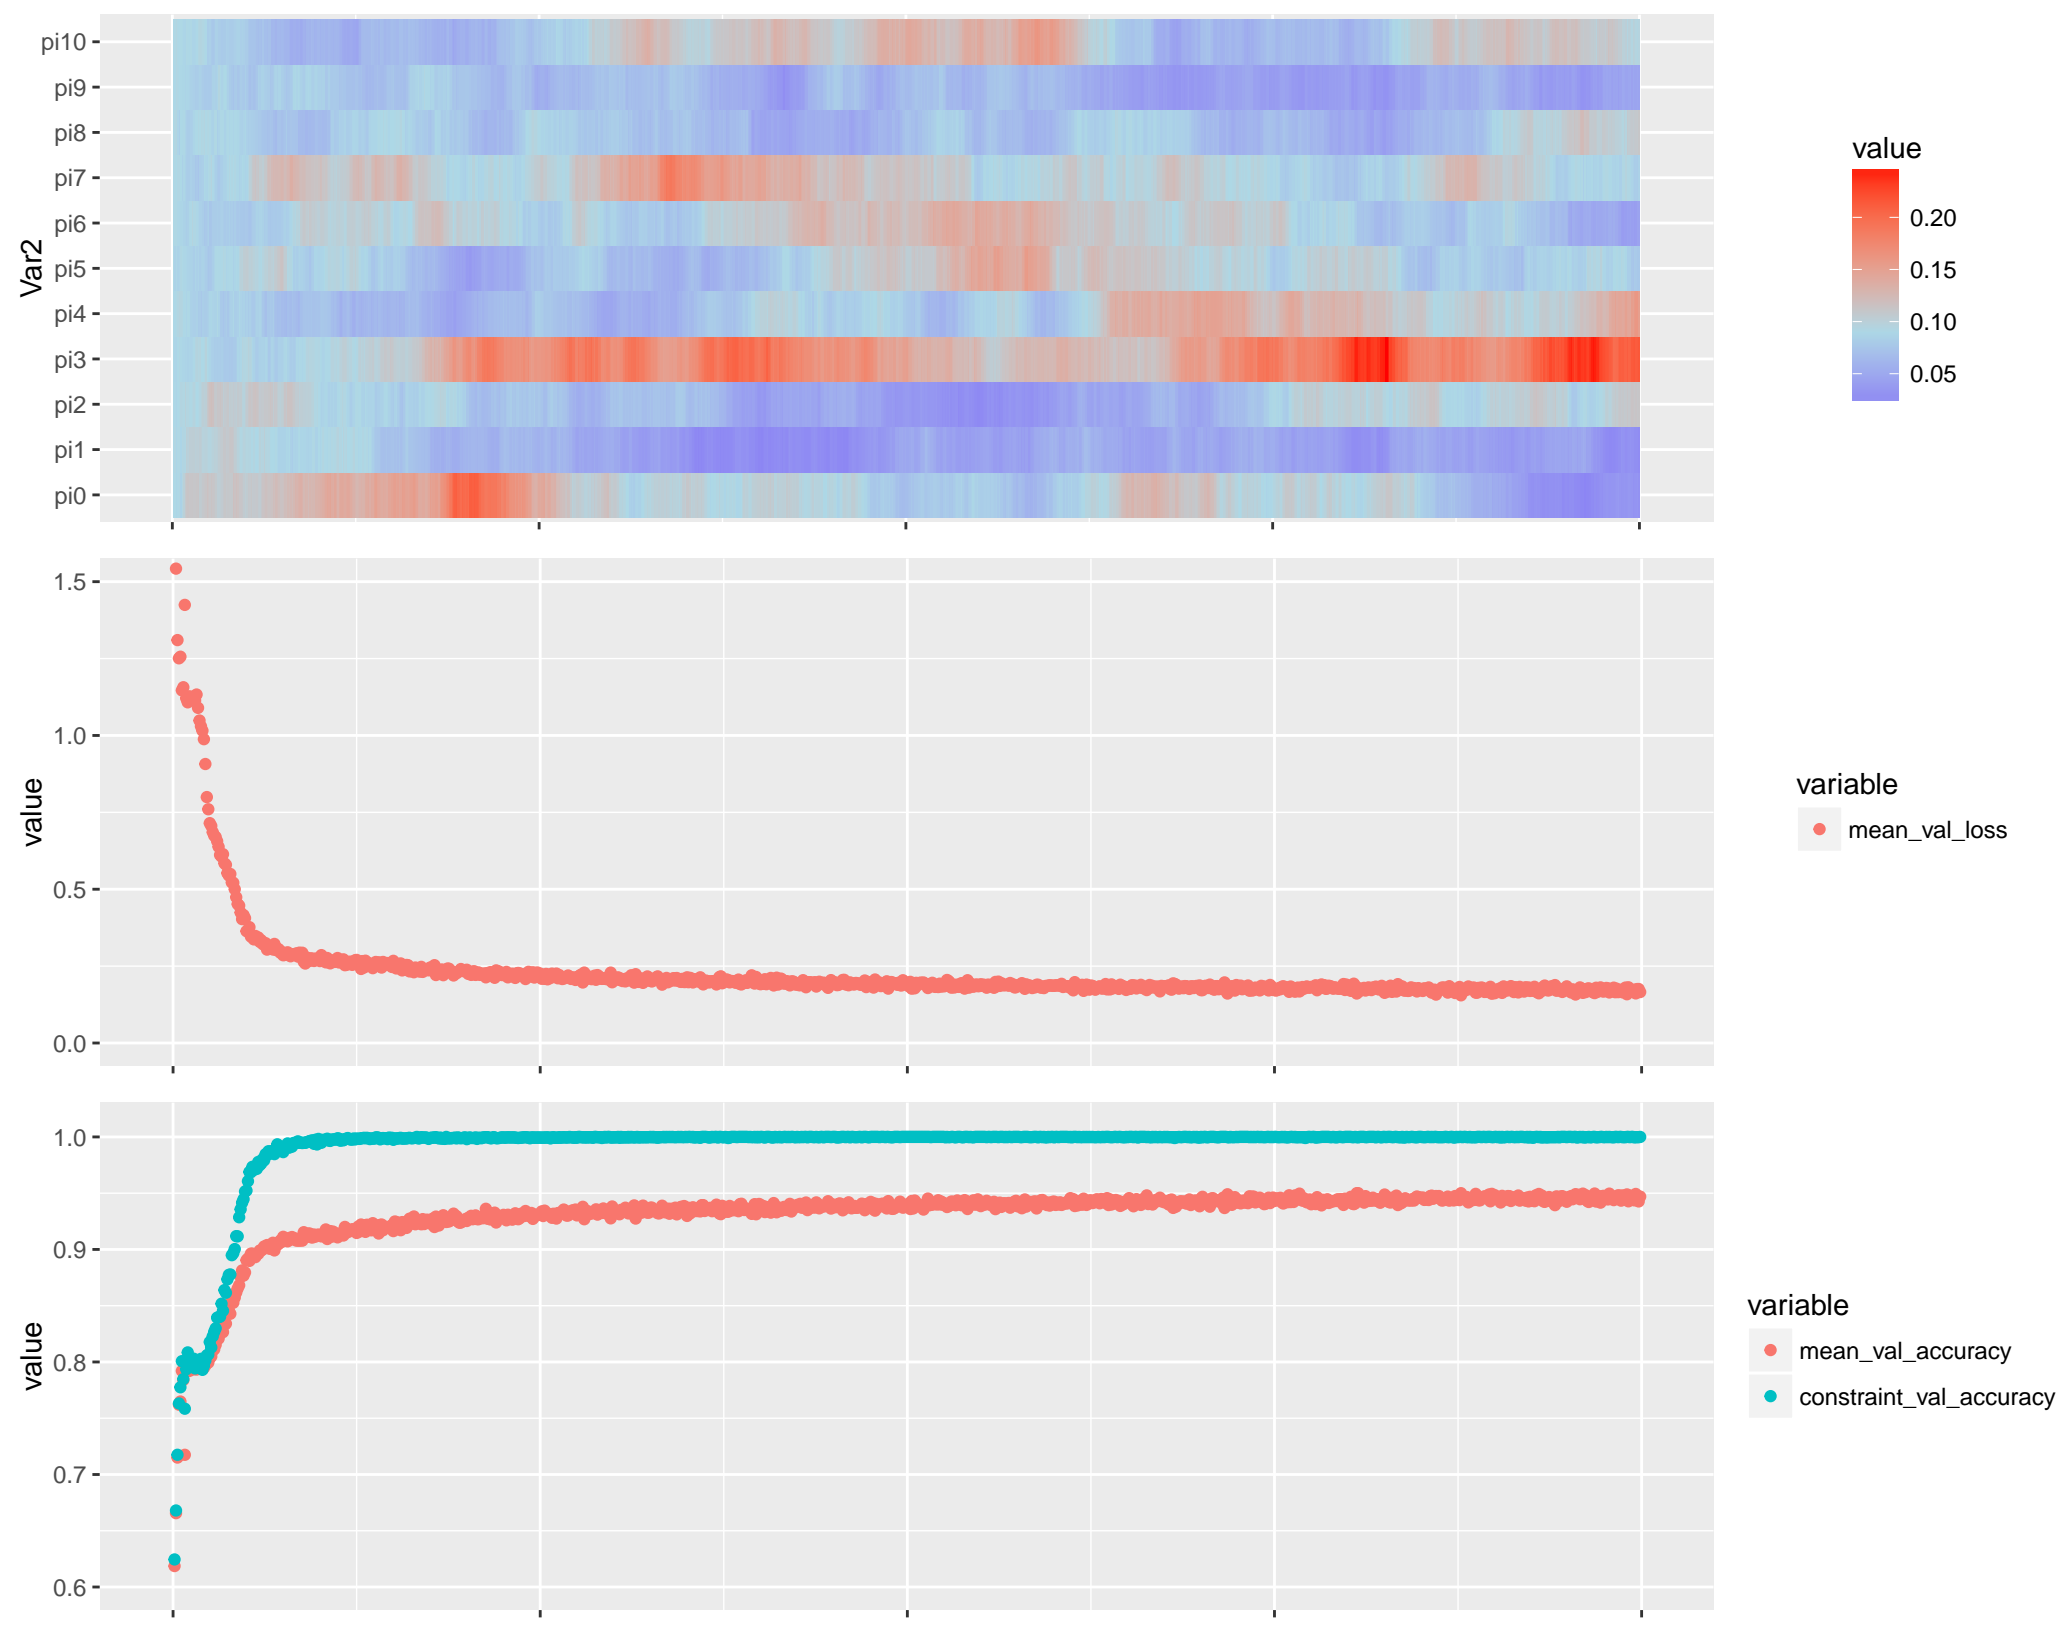 Var2
pi10
pi9
pi8
pi7
pi6
pi5
pi4
pi3
pi2
pi1
pi0
value
0.20
0.15
0.10
0.05
value
1.5
1.0
0.5
0.0
variable
mean_val_loss
value
1.0
0.9
0.8
0.7
0.6
variable
mean_val_accuracy
constraint_val_accuracy